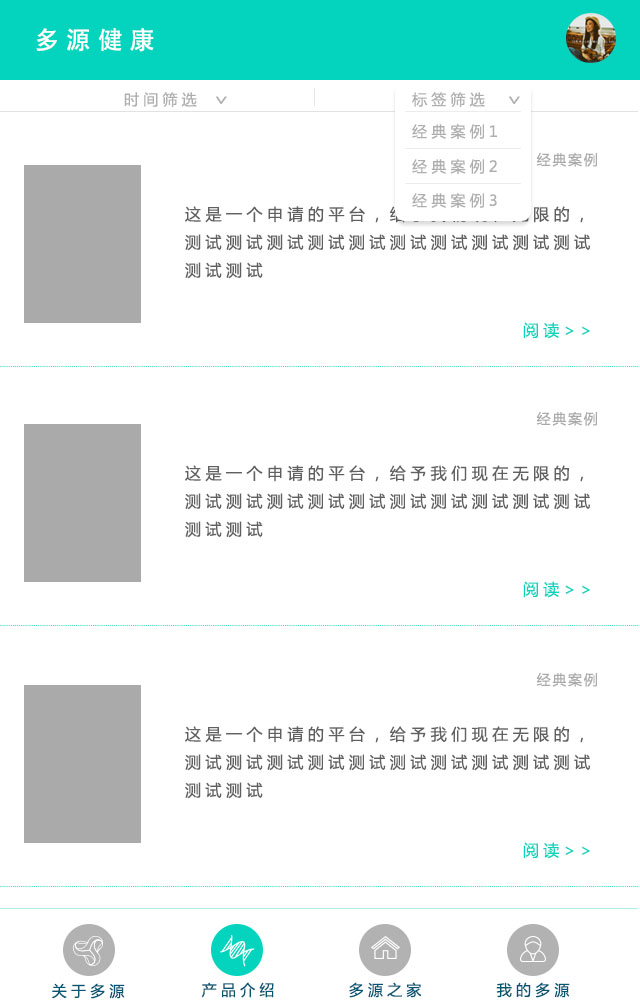 多源健康
时间筛选
标签筛选
经典案例1
经典案例2
经典案例3
经典案例
这是一个申请的平台，给 无限的，
测试测试测试测试测试测试测试测试测试测试
测试测试
阅读>>
经典案例
这是一个申请的平台，给予我们现在无限的，
测试测试测试测试测试测试测试测试测试测试
测试测试
阅读>>
经典案例
这是一个申请的平台，给予我们现在无限的，
测试测试测试测试测试测试测试测试测试测试
测试测试
阅读>>
关于多源
产品介绍
多源之家
我的多源